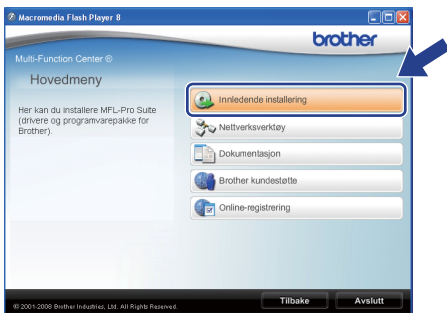 Macromedia Flash Player 8
brother
Multi-Function Center ®
Hovedmeny
Her kan du installere MFL-Pro Suite
(drivere og programvarepakke for
Brother).
Innledende installering
Nettverksverktøy
Dokumentasjon
Brother kundestøtte
Online-registrering
© 2001-2008 Brother Industries, Ltd. All Rights Reserved.
Tilbake
Avslutt